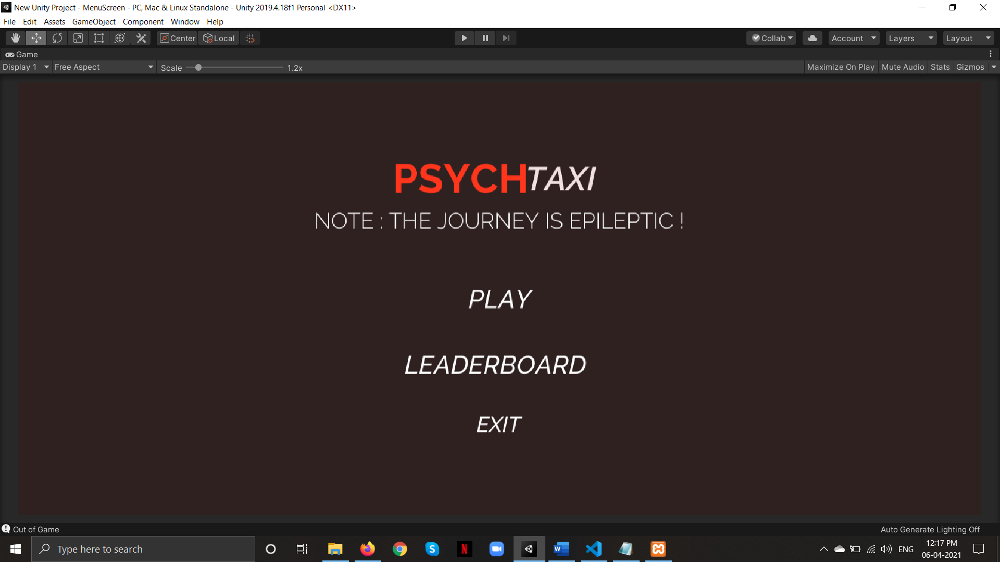 New Unity Project - MenuScreen - PC, Mac & Linux Standalone - Unity 2019.4.18f1 Personal <DX11>
File Edit Assets GameObject Component Window Help
Center Local Collab Account Layers Layout
Game
Display 1 Free Aspect Scale 1.2x Maximize On Play Mute Audio Stats Gizmos
PSYCHTAXI
NOTE : THE JOURNEY IS EPILEPTIC !
PLAY
LEADERBOARD
EXIT
Out of Game Auto Generate Lighting Off
Type here to search ENG 12:17 PM
06-04-2021